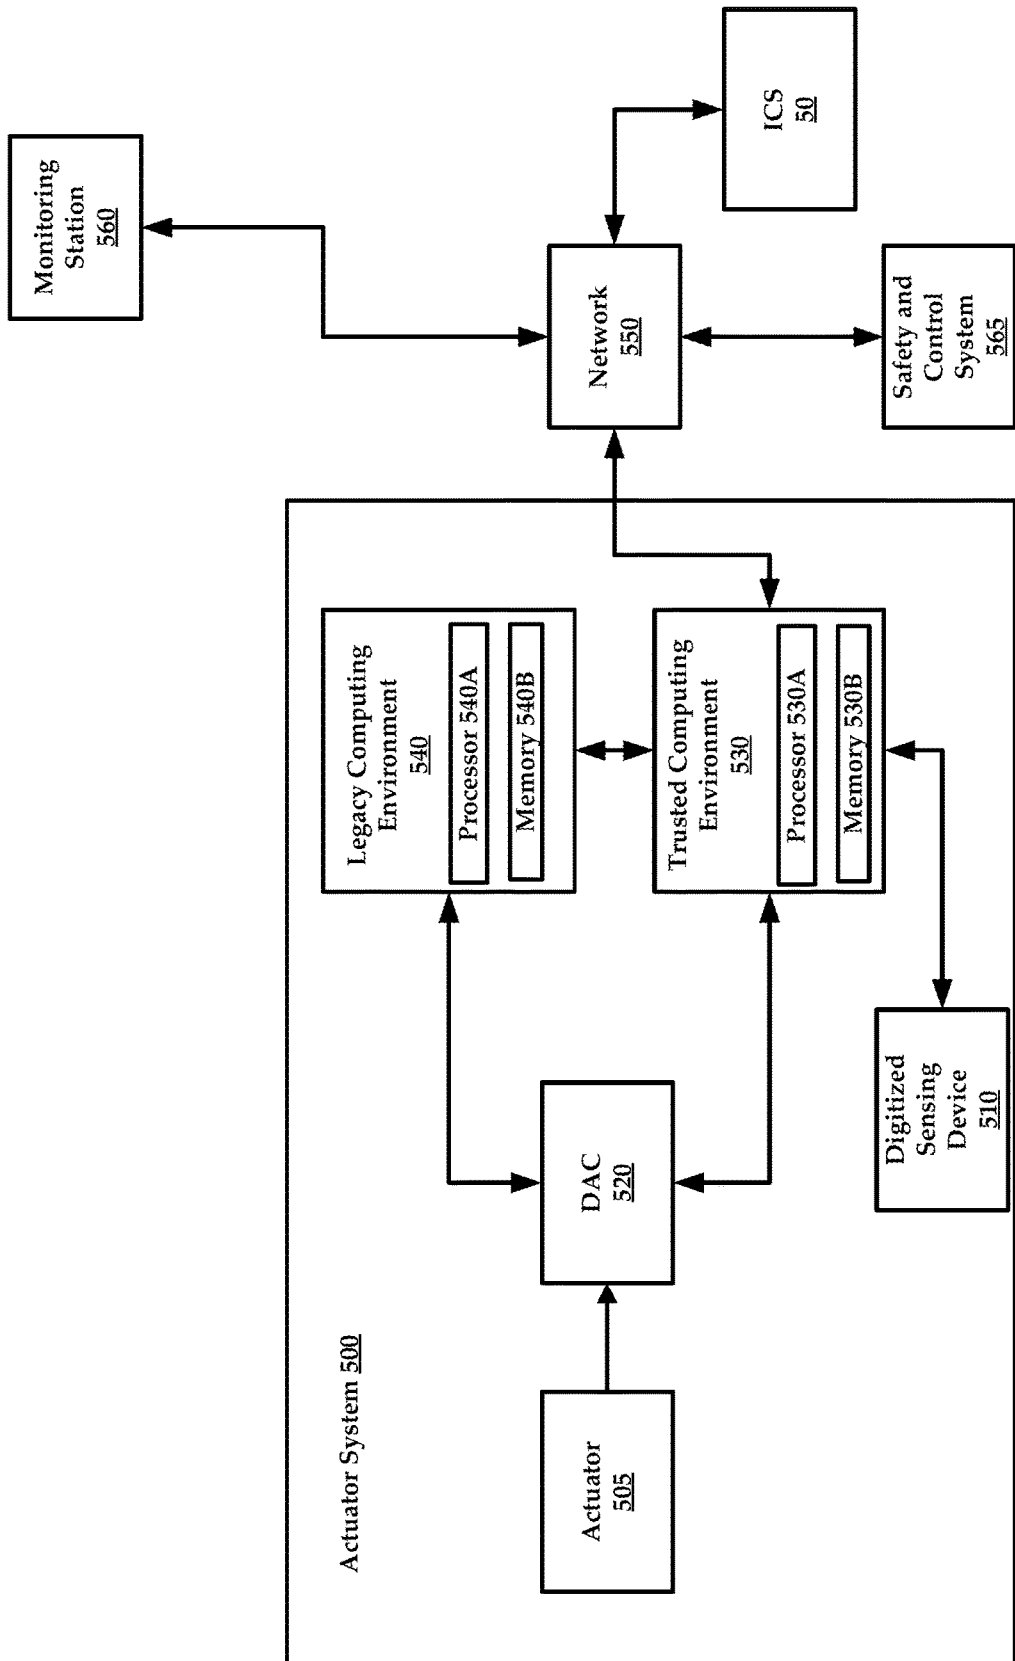 Actuator System 500
Actuator
505
DAC
520
Digitized
Sensing
Device
510
Legacy Computing
Environment
540
Processor 540A
Memory 540B
Trusted Computing
Environment
530
Processor 530A
Memory 530B
Network
550
Monitoring
Station
560
Safety and
Control
System
565
ICS
50